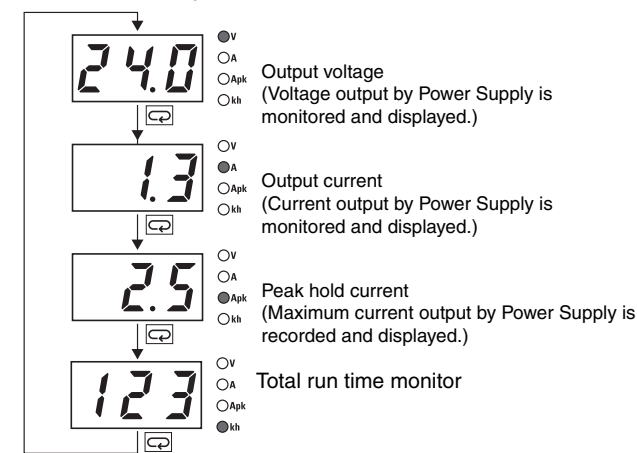 24.0
V
A
Apk
kh
Output voltage
(Voltage output by Power Supply is
monitored and displayed.)
1.3
V
A
Apk
kh
Output current
(Current output by Power Supply is
monitored and displayed.)
2.5
V
A
Apk
kh
Peak hold current
(Maximum current output by Power Supply is
recorded and displayed.)
123
V
A
Apk
kh
Total run time monitor